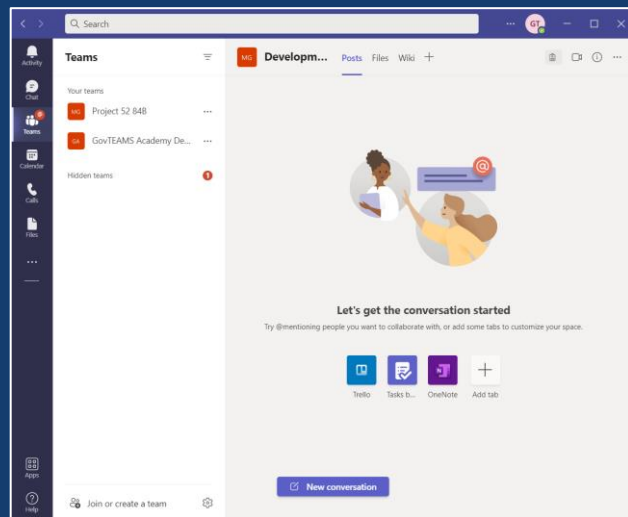 Search
GT
Activity
Chat
Teams
Calendar
Calls
Files
Apps
Help
Teams
Your teams
MG Project 52 84B
GA GovTEAMS Academy De...
Hidden teams
1
Join or create a team
MG Developm... Posts Files Wiki
@
Let's get the conversation started
Try @mentioning people you want to collaborate with, or add some tabs to customize your space.
Trello Tasks b... OneNote Add tab
New conversation